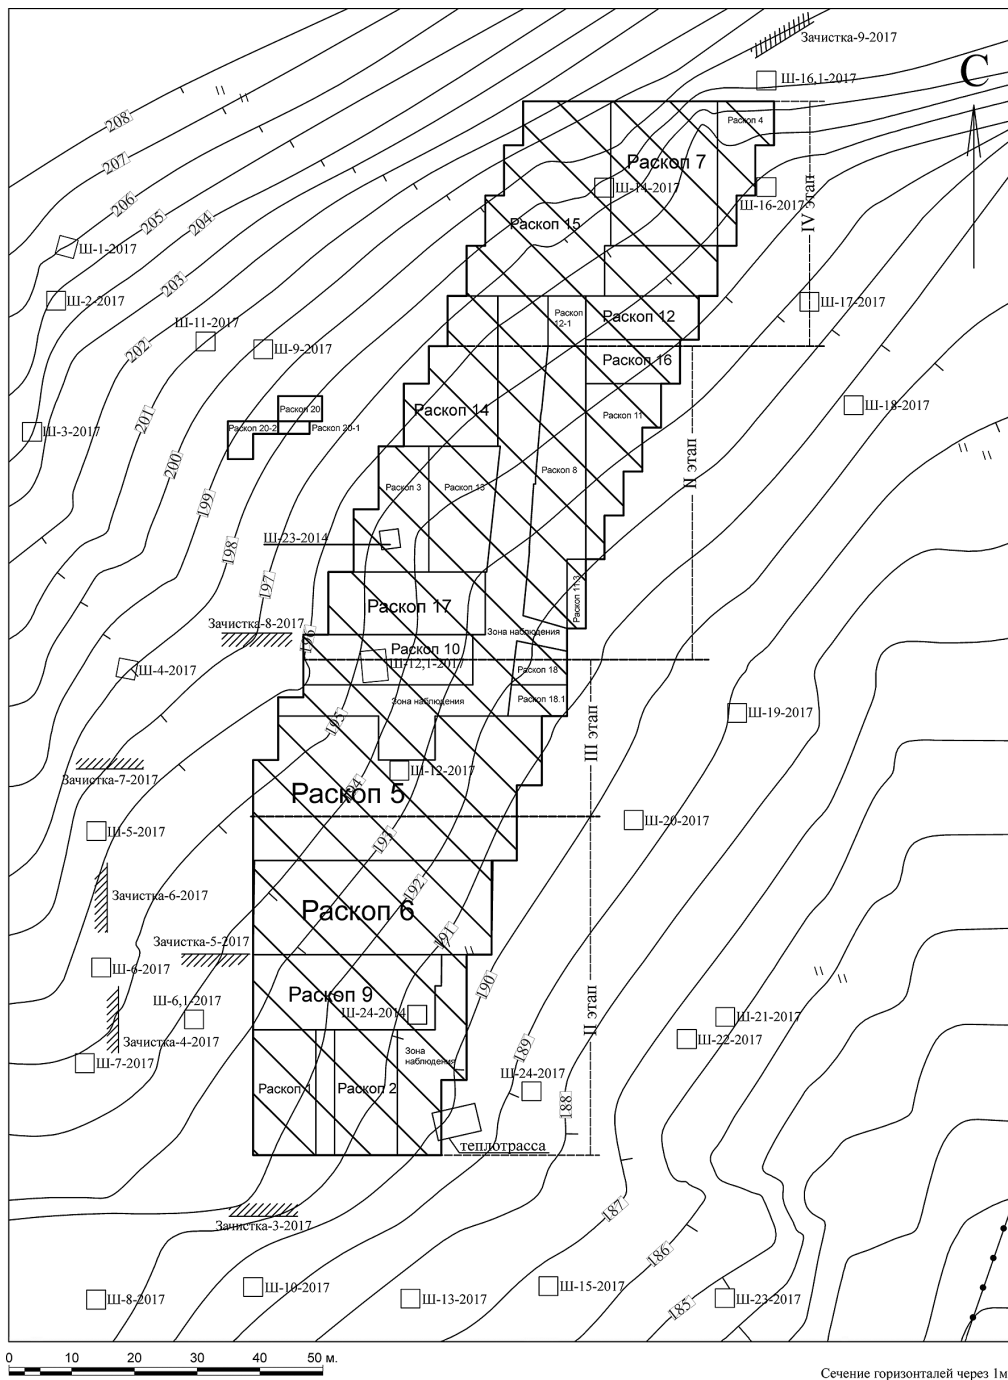 Зачистка-9-2017
Ш-16,1-2017
С
208
Раскоп 4
207
Раскоп 7
Ш-14-2017
Ш-16-2017
IV этап
206
205
204
Раскоп 15
Ш-1-2017
203
Ш-2-2017
Ш-17-2017
Раскоп
12-1
Раскоп 12
Ш-11-2017
202
Ш-9-2017
Раскоп 16
Раскоп 20
Раскоп 14
Раскоп 11
Ш-18-2017
201
Ш-3-2017
Раскоп 20-2
Раскоп 20-1
200
Раскоп 8
II этап
199
Раскоп 3
Раскоп 13
198
Ш-23-2014
197
Раскоп 11.3
Раскоп 17
Зачистка-8-2017
196
Зона наблюдения
Раскоп 10
Ш-12,1-2017
Ш-4-2017
Раскоп 18
Зона наблюдения
Раскоп 18.1
Ш-19-2017
195
III этап
Зачистка-7-2017
Ш-12-2017
Раскоп 5
194
Ш-5-2017
Ш-20-2017
193
Зачистка-6-2017
192
Раскоп 6
Зачистка-5-2017
191
Ш-6-2017
190
Раскоп 9
Ш-6,1-2017
Ш-24-2014
II этап
Ш-21-2017
Зачистка-4-2017
Ш-22-2017
189
Зона
наблюдения
Ш-7-2017
Ш-24-2017
Раскоп 1
Раскоп 2
188
теплотрасса
187
Зачистка-3-2017
186
Ш-8-2017
Ш-10-2017
Ш-13-2017
Ш-15-2017
185
Ш-23-2017
0 10 20 30 40 50 м.
Сечение горизонталей через 1м